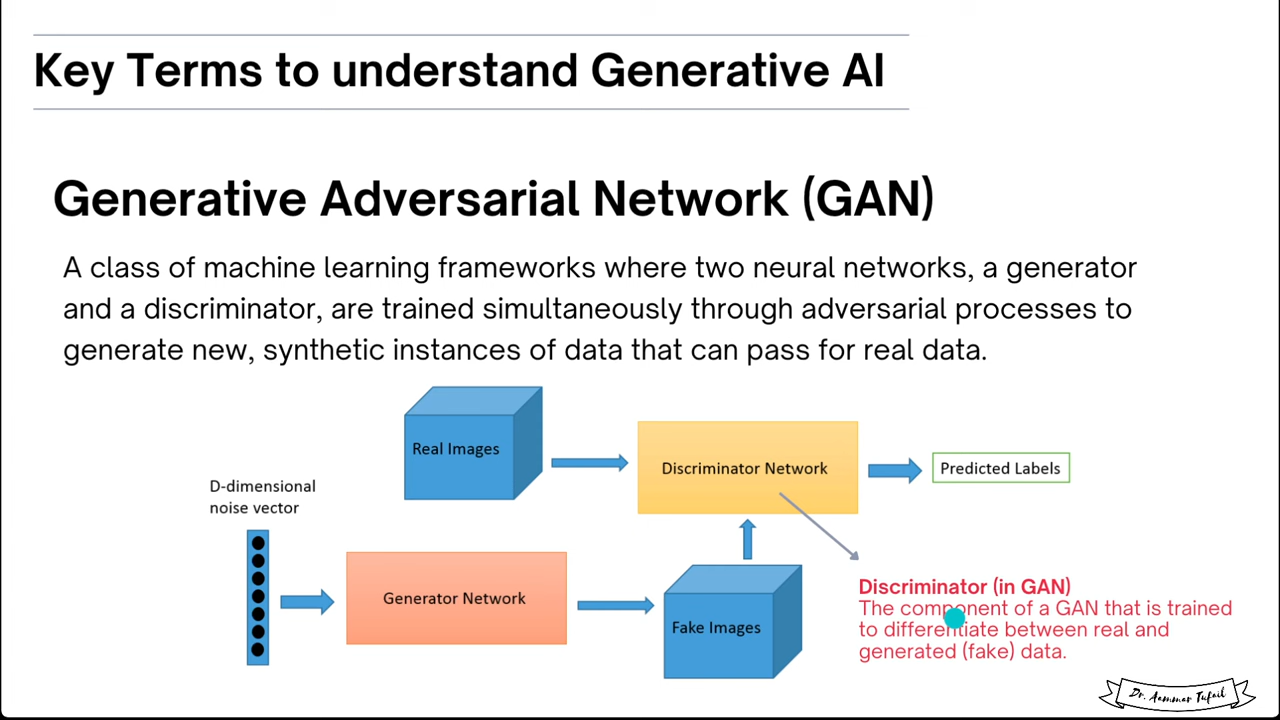 Key Terms to understand Generative AI
Generative Adversarial Network (GAN)
A class of machine learning frameworks where two neural networks, a generator
and a discriminator, are trained simultaneously through adversarial processes to
generate new, synthetic instances of data that can pass for real data.
Real Images
Discriminator Network
Predicted Labels
D-dimensional
noise vector
Generator Network
Fake Images
Discriminator (in GAN)
The component of a GAN that is trained
to differentiate between real and
generated (fake) data.
Dr. Aammar Tufail